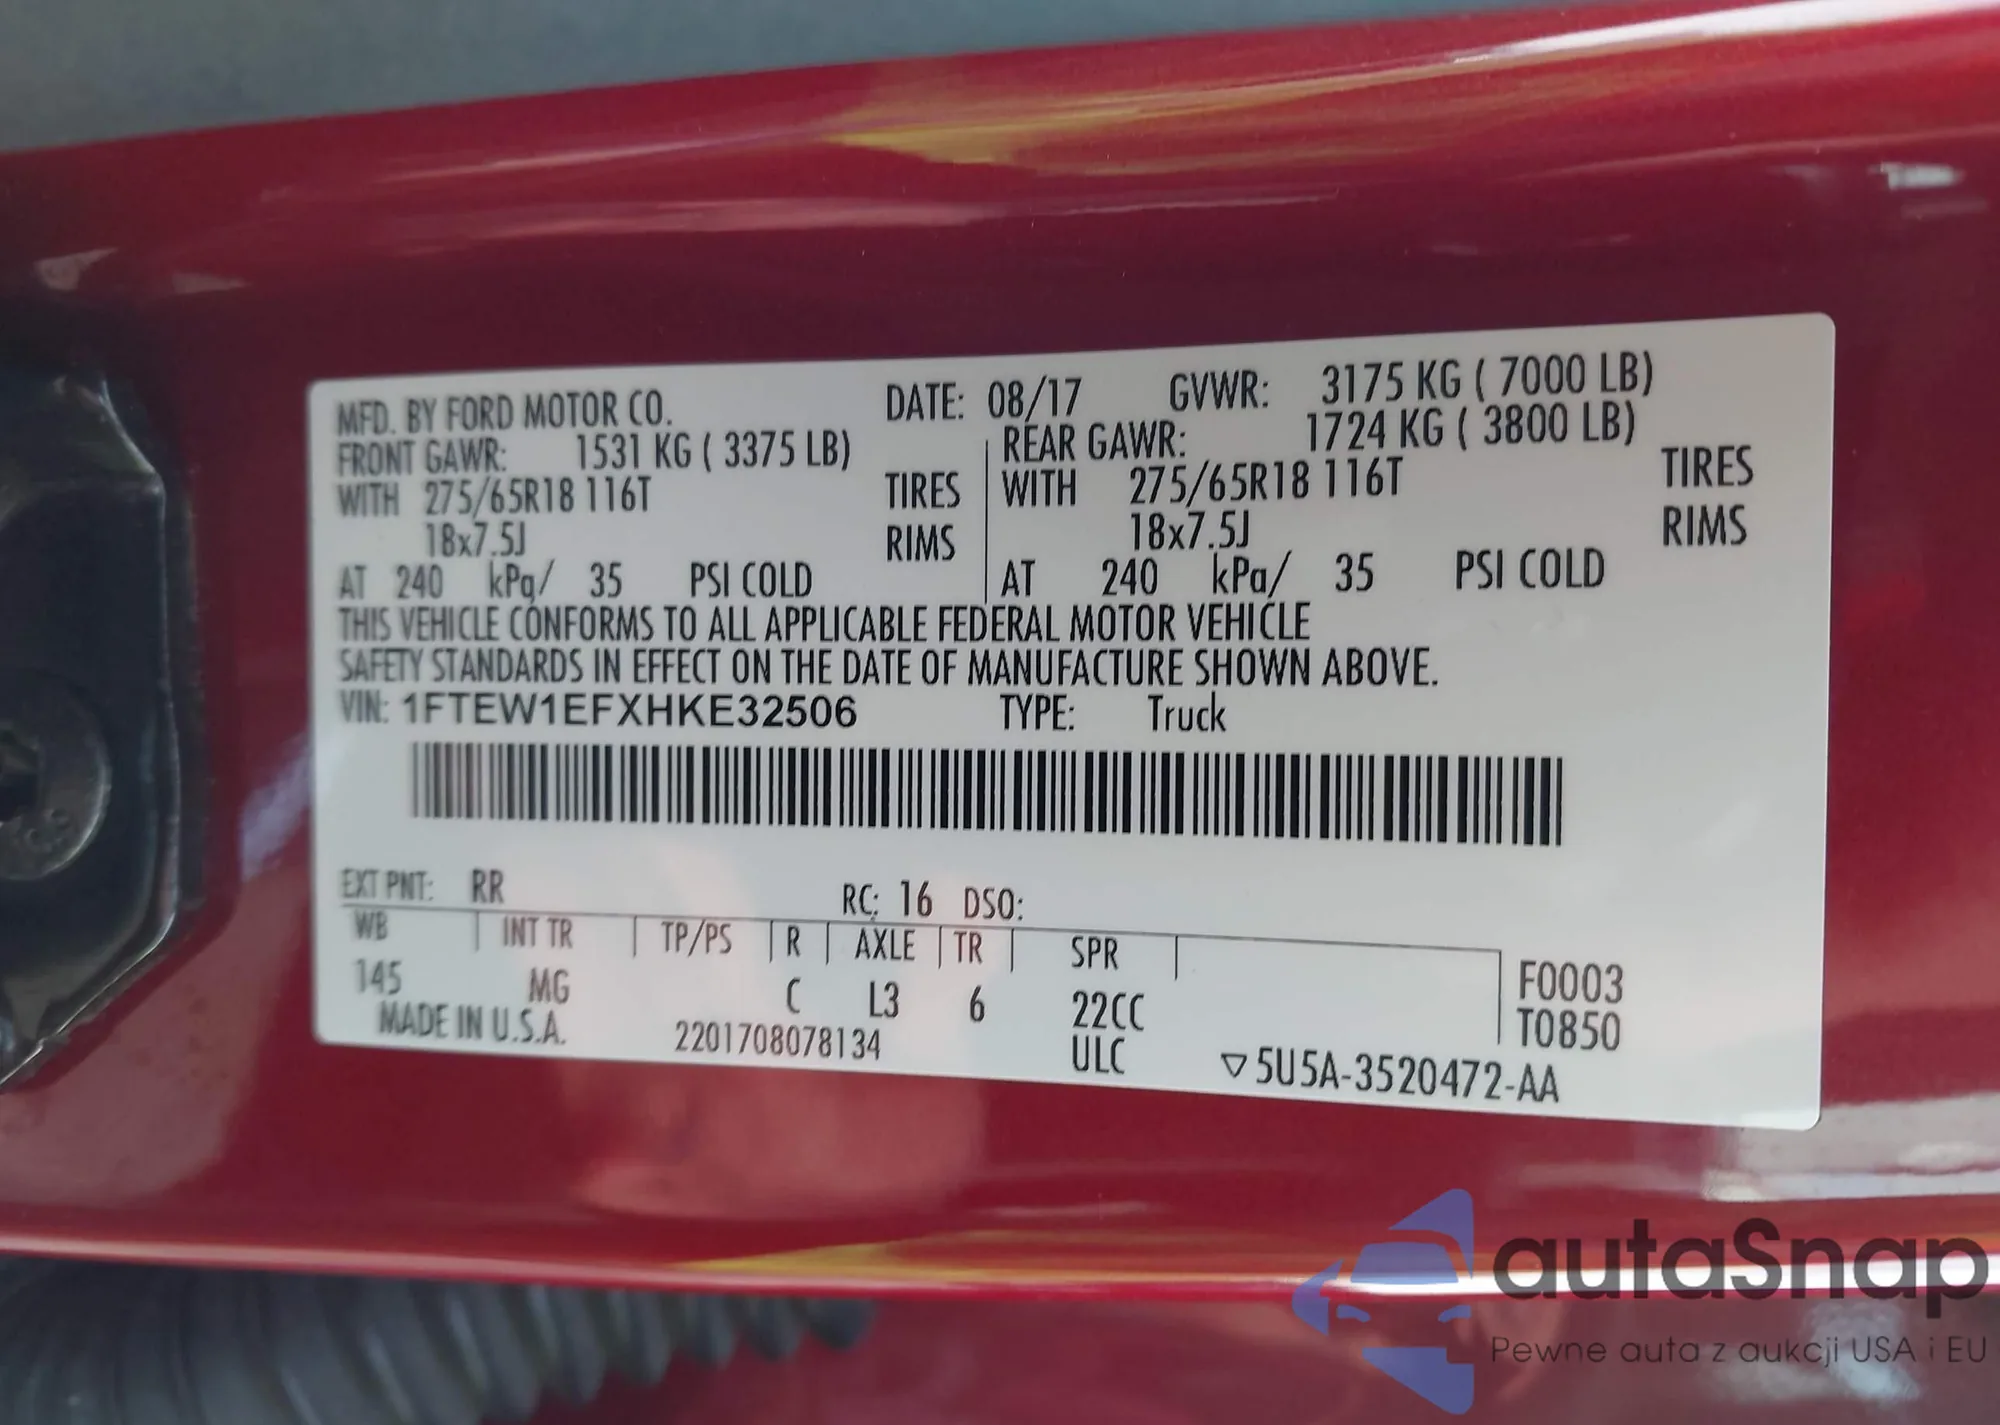 MFD. BY FORD MOTOR CO. DATE: 08/17 GVWR: 3175 KG ( 7000 LB)
FRONT GAWR: 1531 KG ( 3375 LB) REAR GAWR: 1724 KG ( 3800 LB)
WITH 275/65R18 116T TIRES WITH 275/65R18 116T TIRES
18x7.5J RIMS 18x7.5J RIMS
AT 240 kPa/ 35 PSI COLD AT 240 kPa/ 35 PSI COLD
THIS VEHICLE CONFORMS TO ALL APPLICABLE FEDERAL MOTOR VEHICLE
SAFETY STANDARDS IN EFFECT ON THE DATE OF MANUFACTURE SHOWN ABOVE.
VIN: 1FTEW1EFXHKE32506 TYPE: Truck
EXT PNT: RR RC: 16 DSO:
WB INT TR TP/PS R AXLE TR SPR
145 MG C L3 6 22CC F0003
ULC T0850
MADE IN U.S.A. 2201708078134 ▽5U5A-3520472-AA
autaSnap
Pewne auta z aukcji USA i EU